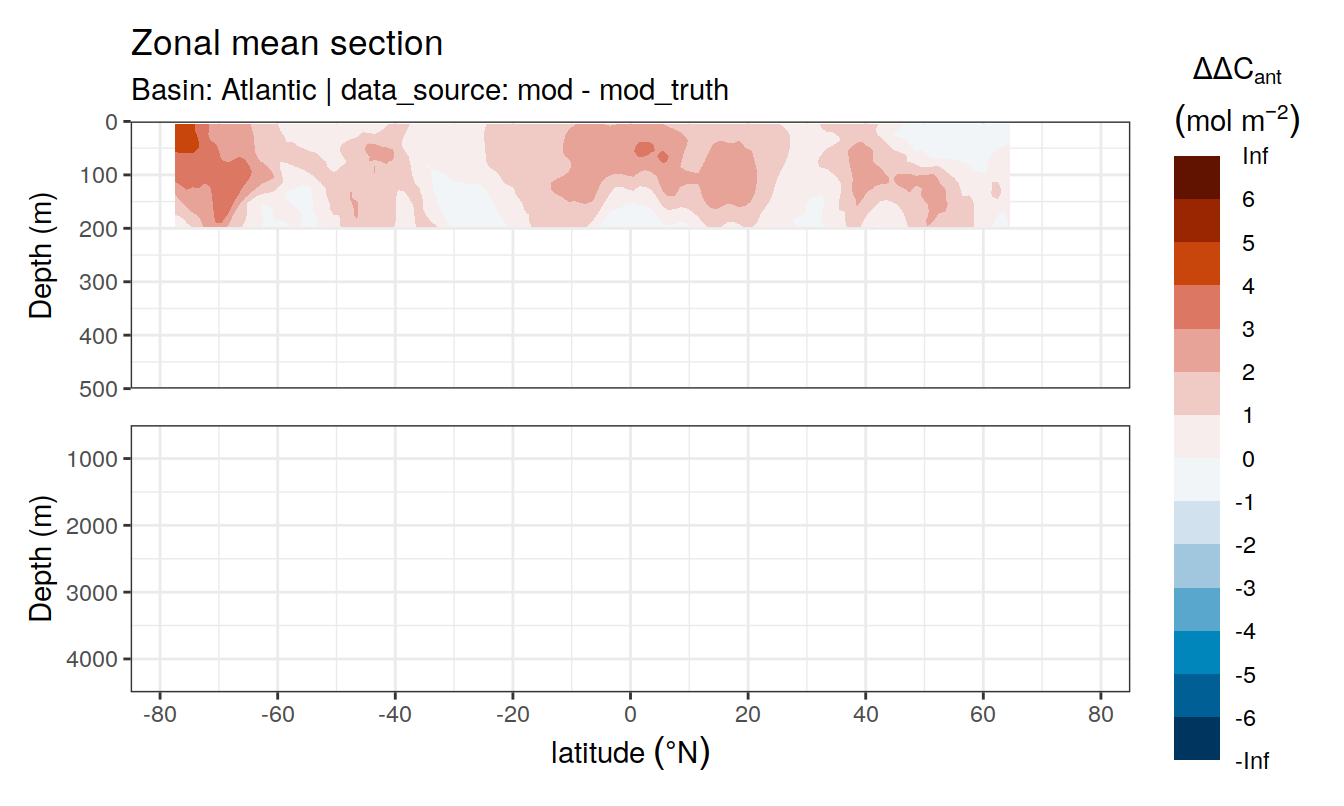 Zonal mean section
Basin: Atlantic | data_source: mod - mod_truth
ΔΔCant
(mol m−2)
Inf
6
5
4
3
2
1
0
-1
-2
-3
-4
-5
-6
-Inf
Depth (m)
0
100
200
300
400
500
Depth (m)
1000
2000
3000
4000
-80 -60 -40 -20 0 20 40 60 80
latitude (°N)